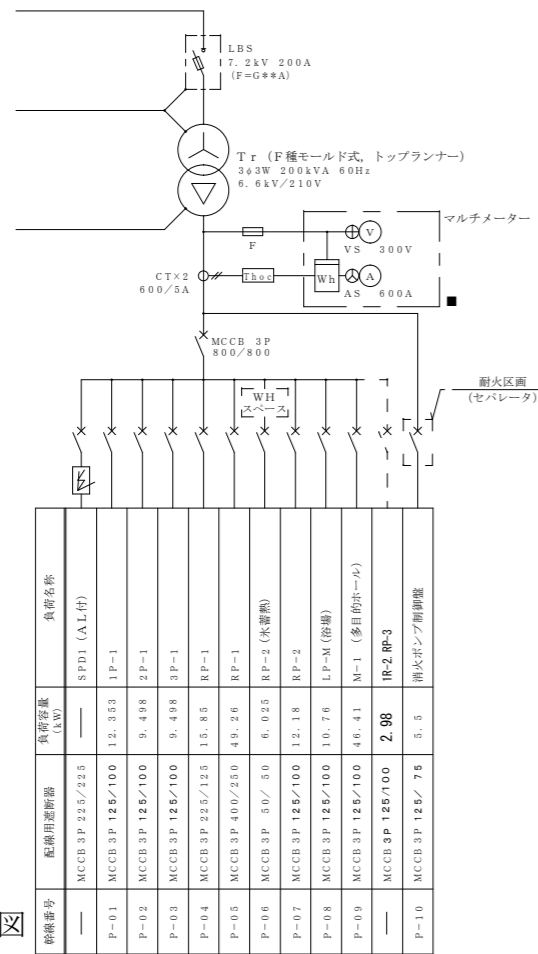 LBS
7.2kV 200A
(F=G**A)
Tr (F種モールド式, トップランナー)
3φ3W 200kVA 60Hz
6.6kV/210V
マルチメーター
F
V
VS 300V
CT×2
600/5A
Thoc
Wh
A
AS 600A
MCCB 3P
800/800
WH
スペース
耐火区画
(セパレータ)
負荷名称
SPD1 (AL付)
1P-1
2P-1
3P-1
RP-1
RP-1
RP-2 (氷蓄熱)
RP-2
LP-M (浴場)
M-1 (多目的ホール)
1R-2, RP-3
消火ポンプ制御盤
負荷容量
(kW)
―
12.353
9.498
9.498
15.85
49.26
6.025
12.18
10.76
46.41
2.98
5.5
配線用遮断器
MCCB 3P 225/225
MCCB 3P 125/100
MCCB 3P 125/100
MCCB 3P 125/100
MCCB 3P 225/125
MCCB 3P 400/250
MCCB 3P 50/ 50
MCCB 3P 125/100
MCCB 3P 125/100
MCCB 3P 125/100
MCCB 3P 125/100
MCCB 3P 125/ 75
幹線番号
―
P-01
P-02
P-03
P-04
P-05
P-06
P-07
P-08
P-09
―
P-10
図